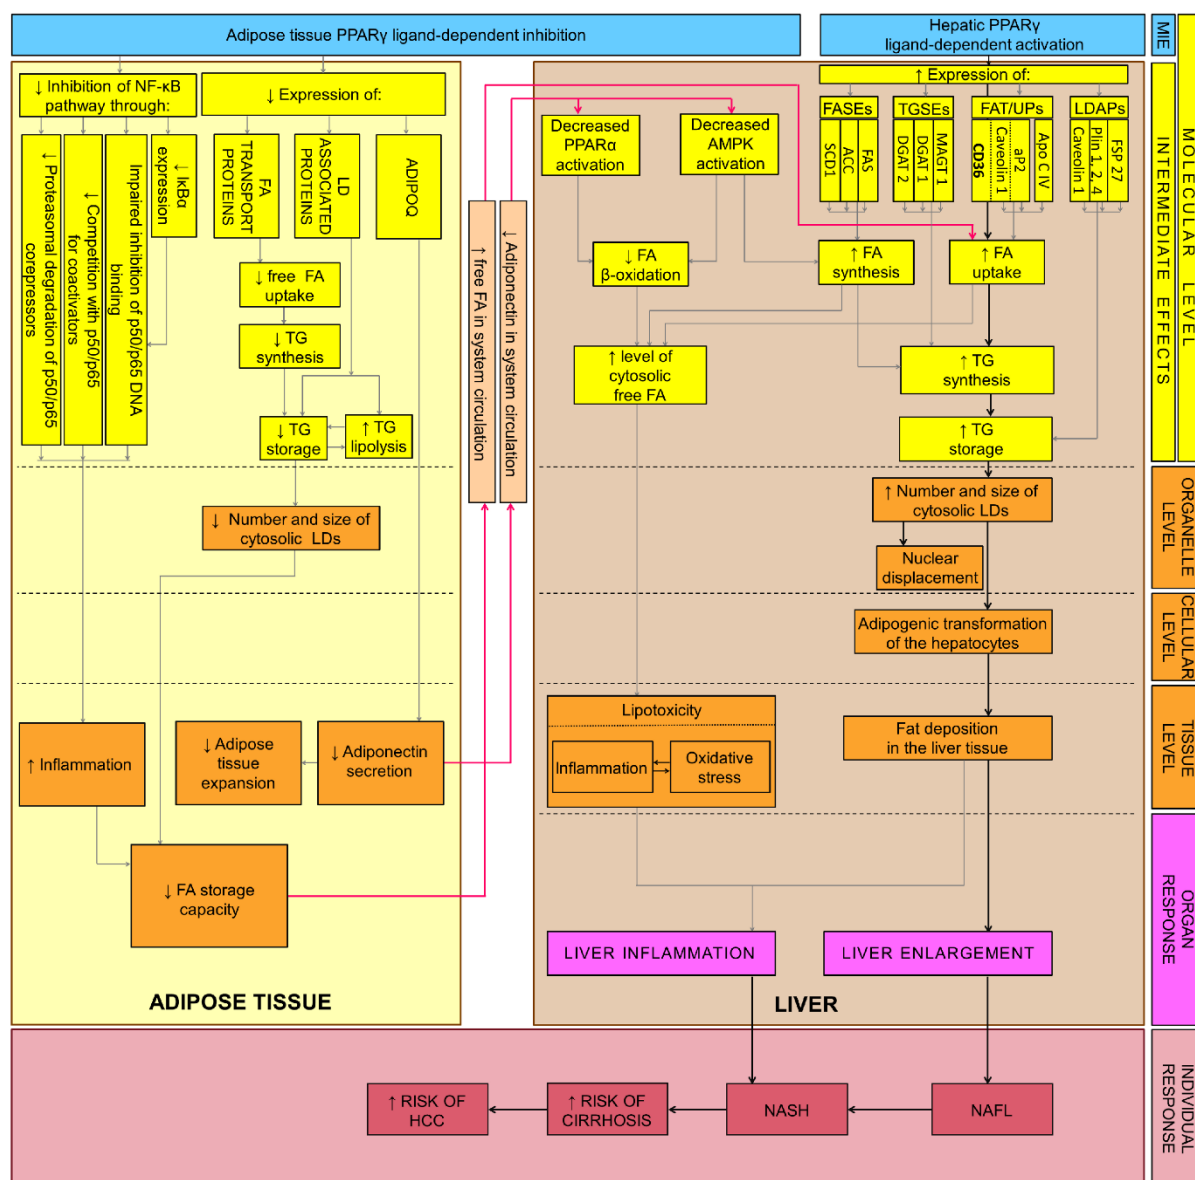 Adipose tissue PPARγ ligand-dependent inhibition
Hepatic PPARγ
ligand-dependent activation
MIE
↓ Inhibition of NF-κB
pathway through:
↓ Proteasomal degradation of p50/p65
corepressors
↓ Competition with p50/p65
for coactivators
Impaired inhibition of p50/p65 DNA
binding
↓ IκBα
expression
↓ Expression of:
FA
TRANSPORT
PROTEINS
LD
ASSOCIATED
PROTEINS
ADIPOQ
↓ free FA
uptake
↓ TG
synthesis
↓ TG
storage
↑ TG
lipolysis
↓ Number and size of
cytosolic LDs
↑ Inflammation
↓ Adipose
tissue
expansion
↓ Adiponectin
secretion
↓ FA storage
capacity
ADIPOSE TISSUE
↑ free FA in system circulation
↓ Adiponectin in system circulation
Decreased
PPARα
activation
Decreased
AMPK
activation
↑ Expression of:
FASEs
SCD1
ACC
FAS
TGSEs
DGAT 2
DGAT 1
MAGT 1
FAT/UPs
CD36
Caveolin 1
aP2
Apo C IV
LDAPs
Caveolin 1
Plin 1, 2, 4
FSP 27
↓ FA
β-oxidation
↑ FA
synthesis
↑ FA
uptake
↑ level of
cytosolic
free FA
↑ TG
synthesis
↑ TG
storage
↑ Number and size of
cytosolic LDs
Nuclear
displacement
Adipogenic transformation
of the hepatocytes
Lipotoxicity
Inflammation
Oxidative
stress
Fat deposition
in the liver tissue
LIVER INFLAMMATION
LIVER ENLARGEMENT
LIVER
MOLECULAR LEVEL
INTERMEDIATE EFFECTS
ORGANELLE
LEVEL
CELLULAR
LEVEL
TISSUE
LEVEL
ORGAN
RESPONSE
INDIVIDUAL
RESPONSE
↑ RISK OF
HCC
↑ RISK OF
CIRRHOSIS
NASH
NAFL